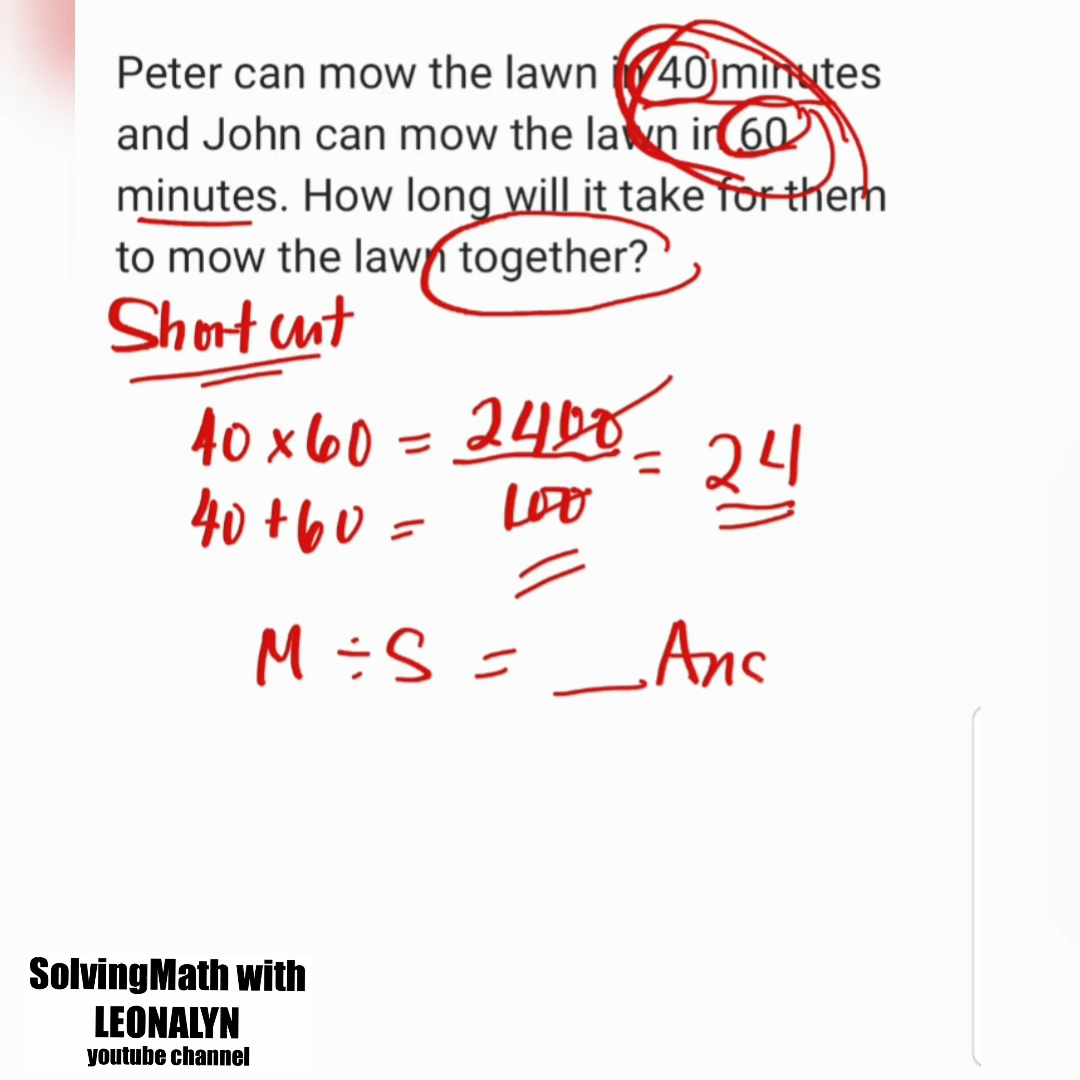 Peter can mow the lawn in 40 minutes
and John can mow the lawn in 60
minutes. How long will it take for them
to mow the lawn together?
Shortcut
40 x 60 = 2400 = 24
40 + 60 = 100
M ÷ S = __ Ans
SolvingMath with
LEONALYN
youtube channel